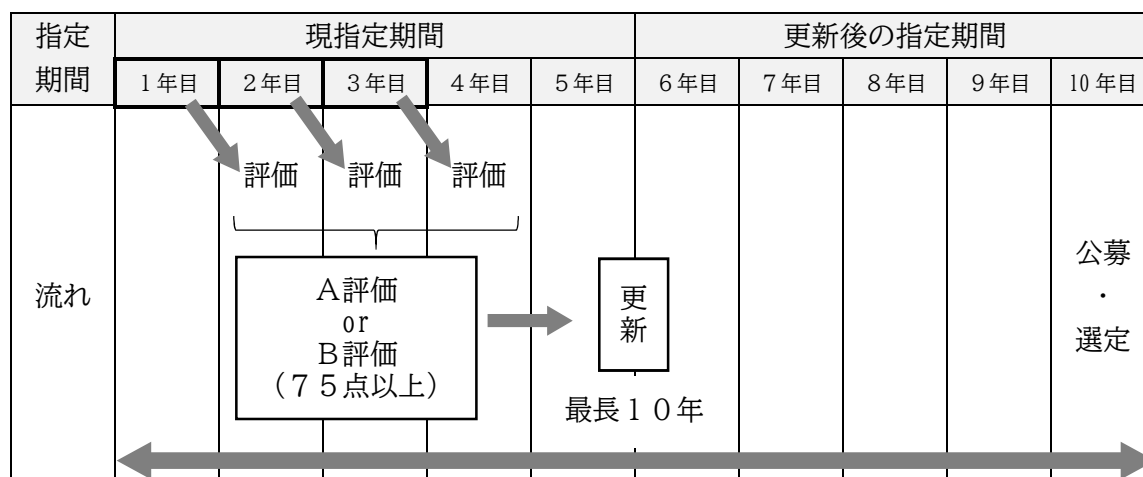 指定期間
現指定期間
更新後の指定期間
1年目
2年目
3年目
4年目
5年目
6年目
7年目
8年目
9年目
10年目
流れ
評価
評価
評価
A評価
or
B評価
(75点以上)
更新
最長10年
公募
・
選定